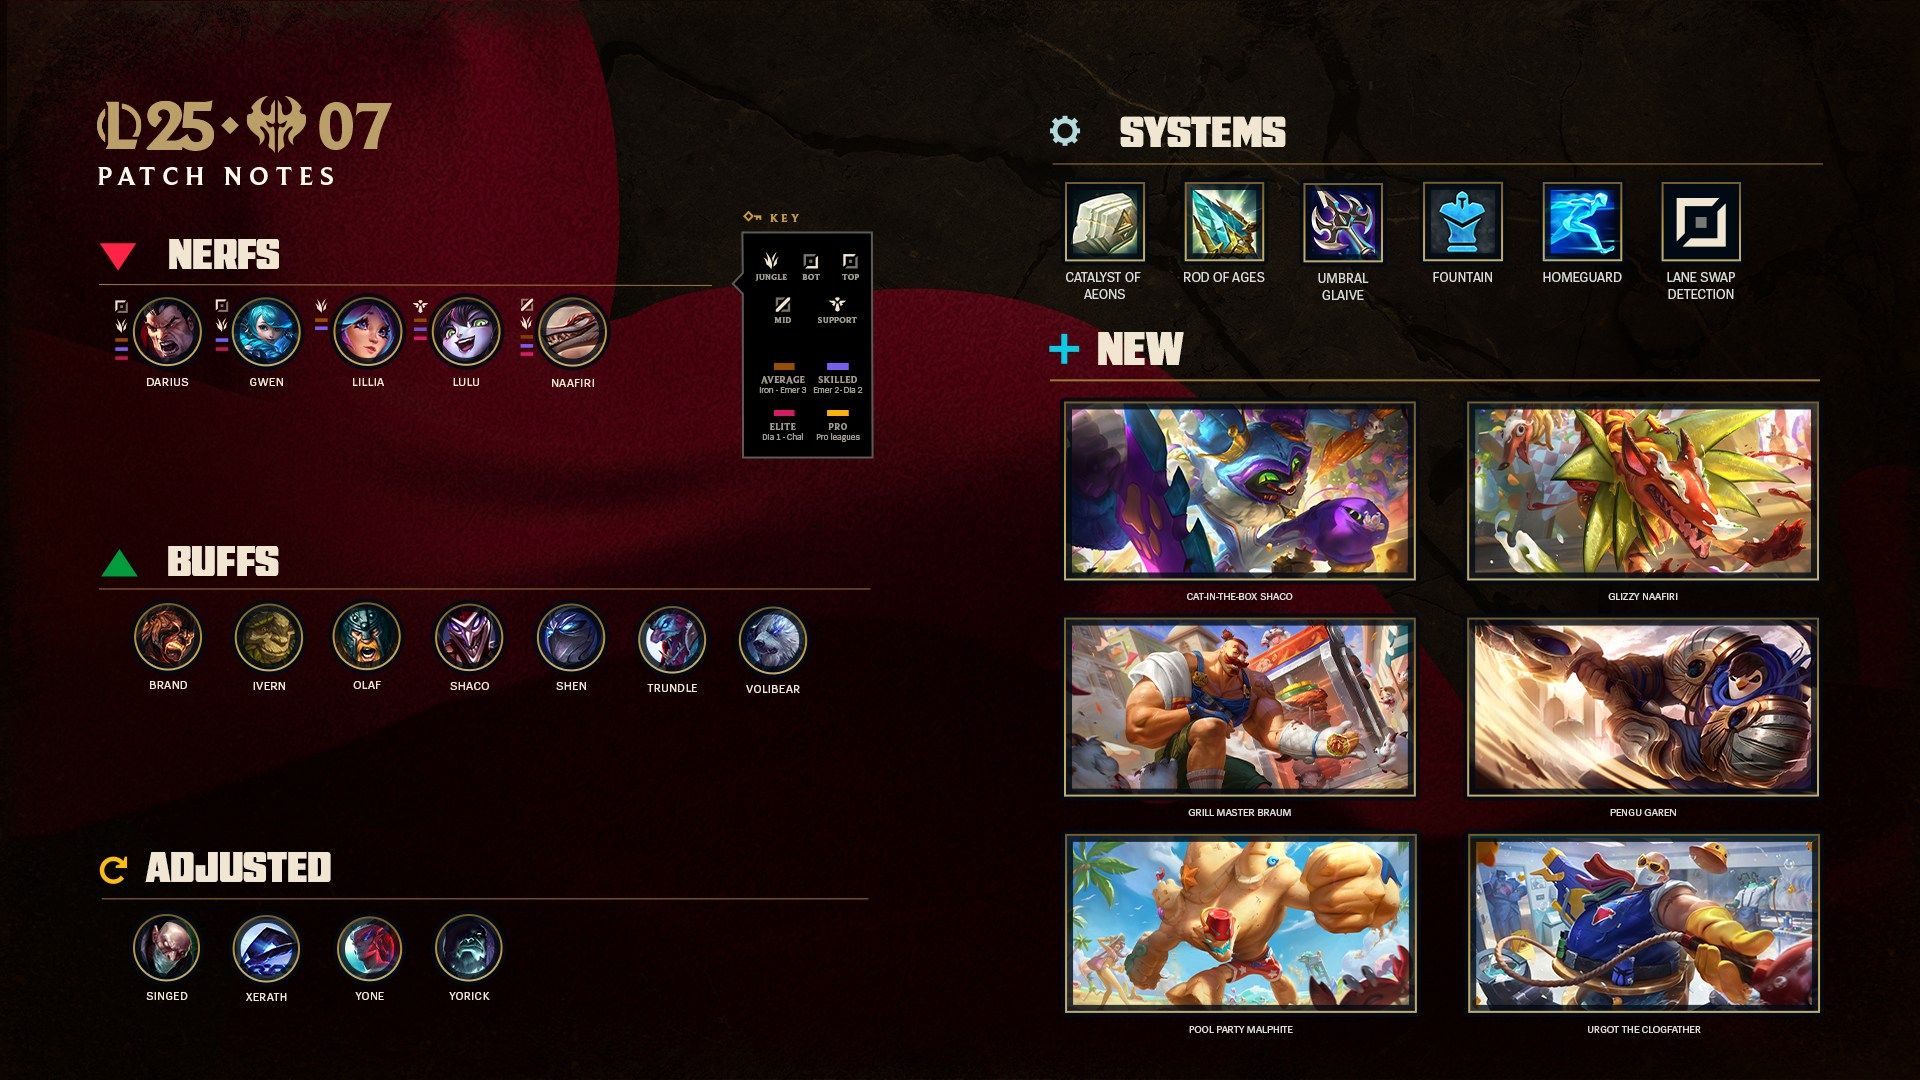 25 07
PATCH NOTES
NERFS
DARIUS
GWEN
LILLIA
LULU
NAAFIRI
KEY
JUNGLE BOT TOP
MID SUPPORT
AVERAGE
Iron - Emer 3
SKILLED
Emer 2 - Dia 2
ELITE
Dia 1 - Chal
PRO
Pro leagues
BUFFS
BRAND
IVERN
OLAF
SHACO
SHEN
TRUNDLE
VOLIBEAR
ADJUSTED
SINGED
XERATH
YONE
YORICK
SYSTEMS
CATALYST OF
AEONS
ROD OF AGES
UMBRAL
GLAIVE
FOUNTAIN
HOMEGUARD
LANE SWAP
DETECTION
NEW
CAT-IN-THE-BOX SHACO
GLIZZY NAAFIRI
GRILL MASTER BRAUM
PENGU GAREN
POOL PARTY MALPHITE
URGOT THE CLOGFATHER